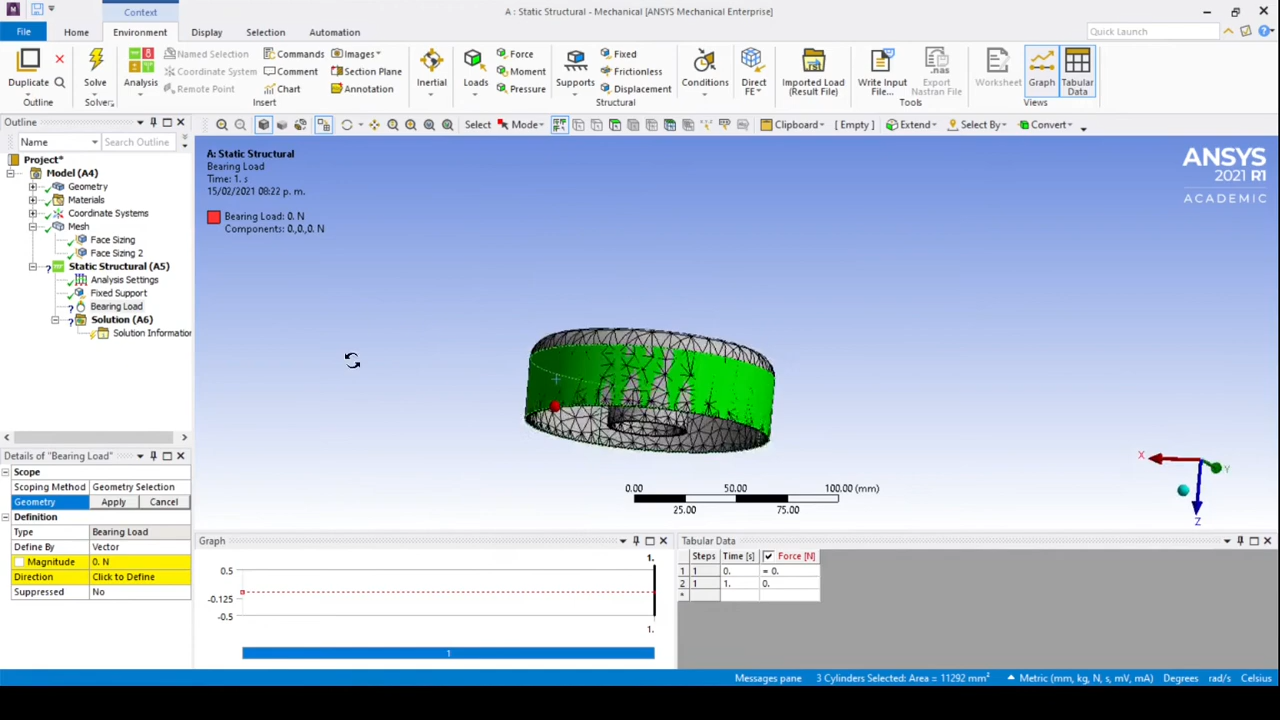 Context
A : Static Structural - Mechanical [ANSYS Mechanical Enterprise]
File Home Environment Display Selection Automation Quick Launch
Duplicate Solve Analysis Named Selection Coordinate System Remote Point Commands Comment Chart Images Section Plane Annotation Inertial Loads Force Moment Pressure Supports Fixed Frictionless Displacement Conditions Direct FE Imported Load (Result File) Write Input File... Export Nastran File .nas Worksheet Graph Tabular Data
Outline Solver Insert Structural Tools Views
Outline
Select Mode Clipboard [ Empty ] Extend Select By Convert
Name Search Outline
Project*
Model (A4)
Geometry
Materials
Coordinate Systems
Mesh
Face Sizing
Face Sizing 2
Static Structural (A5)
Analysis Settings
Fixed Support
Bearing Load
Solution (A6)
Solution Informatio
A: Static Structural
Bearing Load
Time: 1. s
15/02/2021 08:22 p. m.
Bearing Load: 0. N
Components: 0.,0.,0. N
ANSYS
2021 R1
ACADEMIC
X
Y
Z
0.00 50.00 100.00 (mm)
25.00 75.00
Details of "Bearing Load"
Scope
Scoping Method Geometry Selection
Geometry Apply Cancel
Definition
Type Bearing Load
Define By Vector
Magnitude 0. N
Direction Click to Define
Suppressed No
Graph
1.
0.5
-0.125
-0.5
1.
1
Tabular Data
Steps Time [s] Force [N]
1 1 0. = 0.
2 1 1. 0.
*
Messages pane 3 Cylinders Selected: Area = 11292 mm² Metric (mm, kg, N, s, mV, mA) Degrees rad/s Celsius